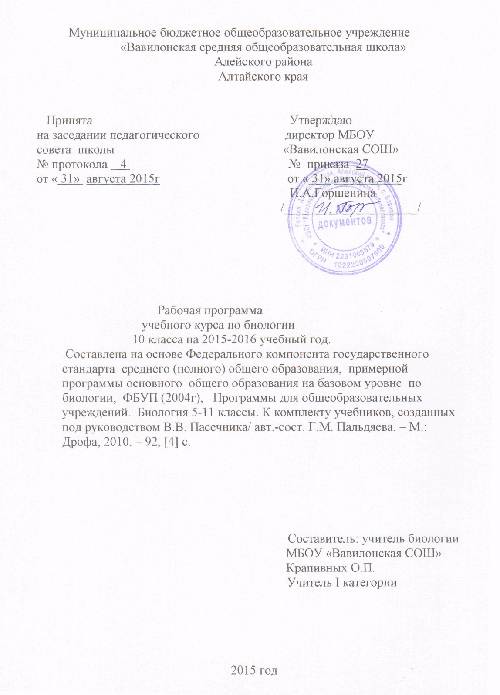 Муниципальное бюджетное общеобразовательное учреждение
«Вавилонская средняя общеобразовательная школа»
Алейского района
Алтайского края
Принята
на заседании педагогического
совета школы
№ протокола 4
от « 31» августа 2015г
Утверждаю
директор МБОУ
«Вавилонская СОШ»
№ приказа 27
от « 31» августа 2015г
И.А.Горшенина
документов
Рабочая программа
учебного курса по биологии
10 класса на 2015-2016 учебный год.
Составлена на основе Федерального компонента государственного
стандарта среднего (полного) общего образования, примерной
программы основного общего образования на базовом уровне по
биологии, ФБУП (2004г), Программы для общеобразовательных
учреждений. Биология 5-11 классы. К комплекту учебников, созданных
под руководством В.В. Пасечника/ авт.-сост. Г.М. Пальдяева. – М.:
Дрофа, 2010. – 92, [4] с.
Составитель: учитель биологии
МБОУ «Вавилонская СОШ»
Крапивных О.П.
Учитель I категории
2015 год